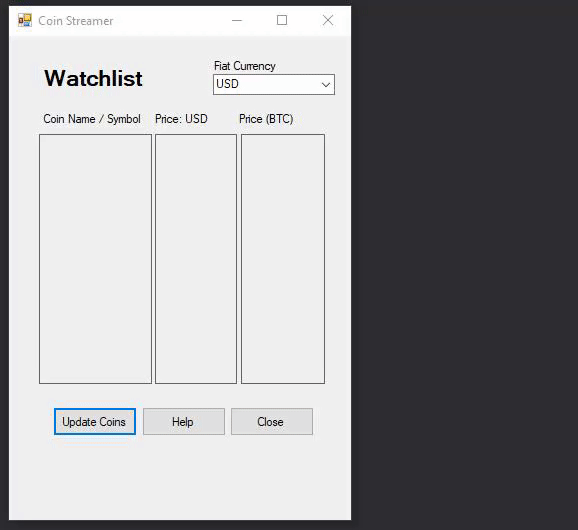 Coin Streamer
Watchlist
Fiat Currency
USD
Coin Name / Symbol
Price: USD
Price (BTC)
Update Coins
Help
Close